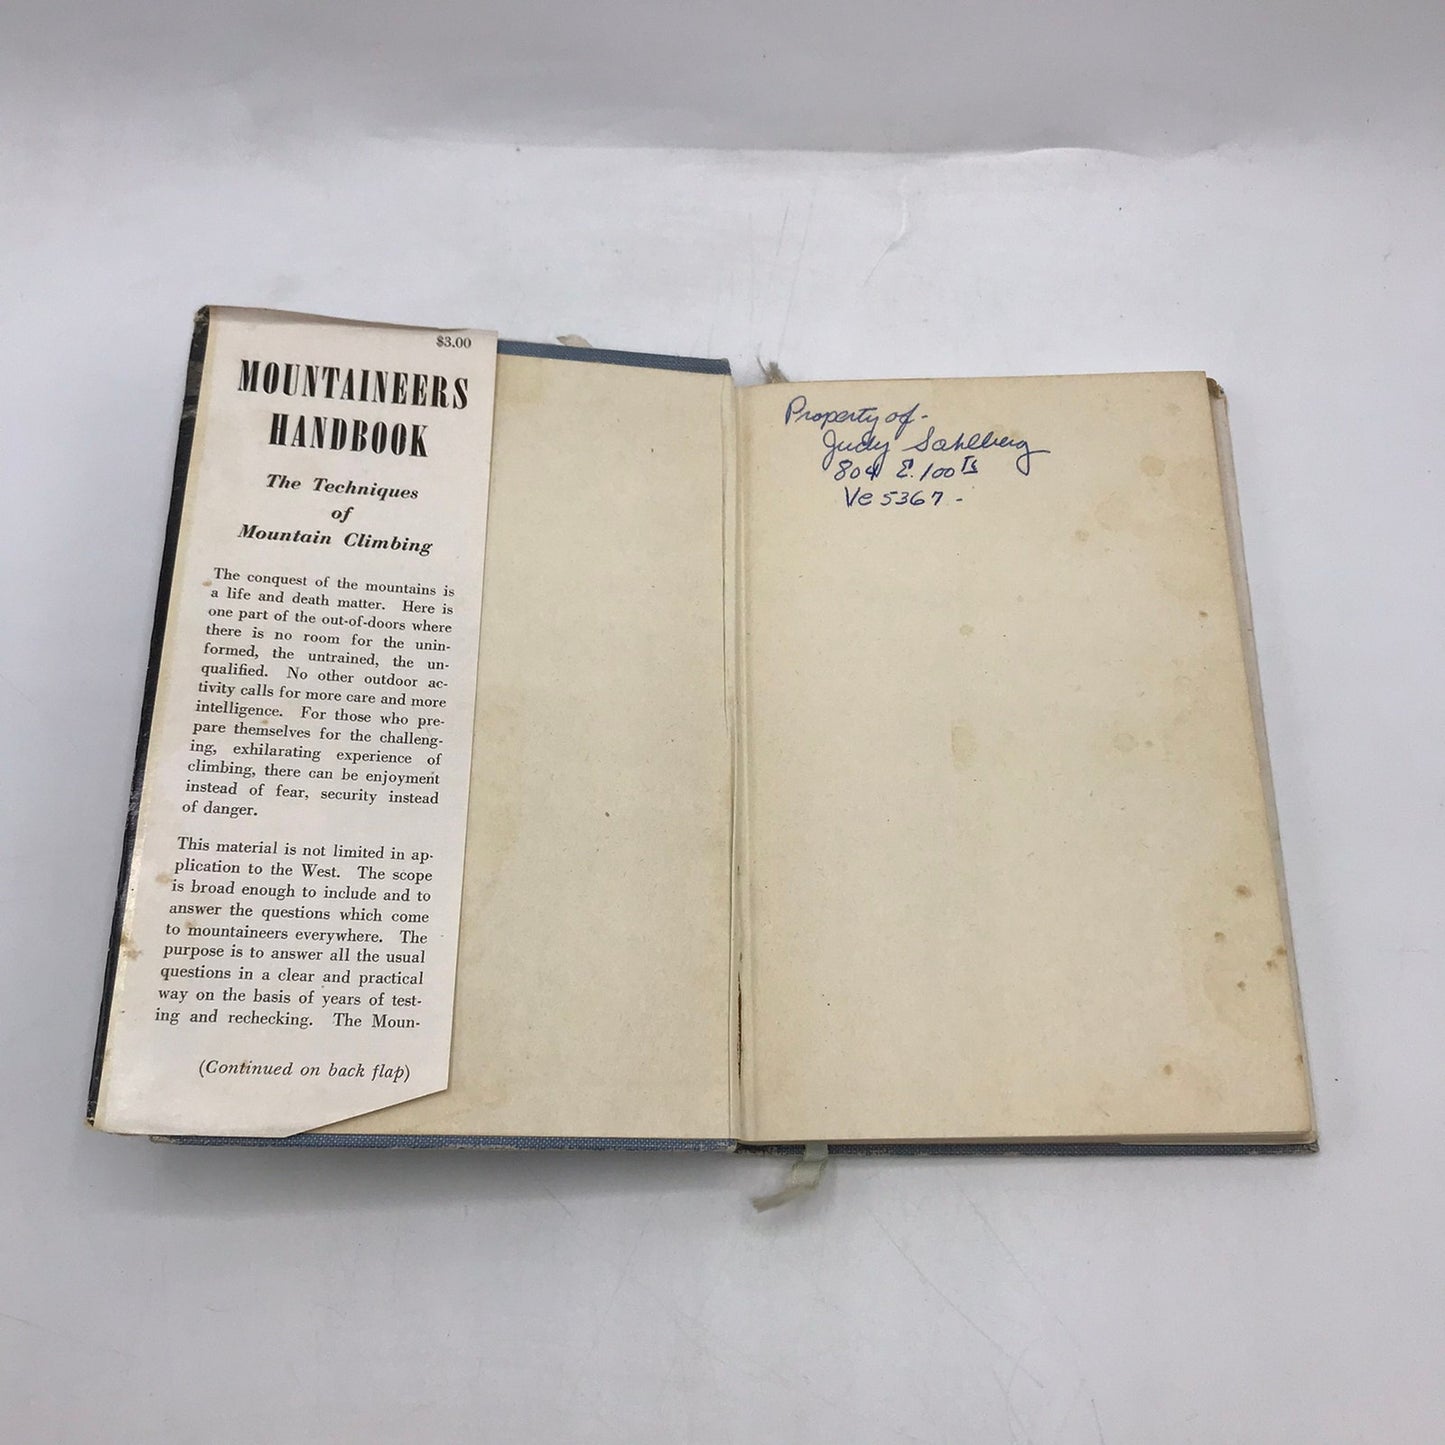 $3.00
MOUNTAINEERS
HANDBOOK
The Techniques
of
Mountain Climbing
The conquest of the mountains is
a life and death matter. Here is
one part of the out-of-doors where
there is no room for the unin-
formed, the untrained, the un-
qualified. No other outdoor ac-
tivity calls for more care and more
intelligence. For those who pre-
pare themselves for the challeng-
ing, exhilarating experience of
climbing, there can be enjoyment
instead of fear, security instead
of danger.
This material is not limited in ap-
plication to the West. The scope
is broad enough to include and to
answer the questions which come
to mountaineers everywhere. The
purpose is to answer all the usual
questions in a clear and practical
way on the basis of years of test-
ing and rechecking. The Moun-
(Continued on back flap)
Property of-
Judy Sahlberg
804 E. 100
Ve 5367-